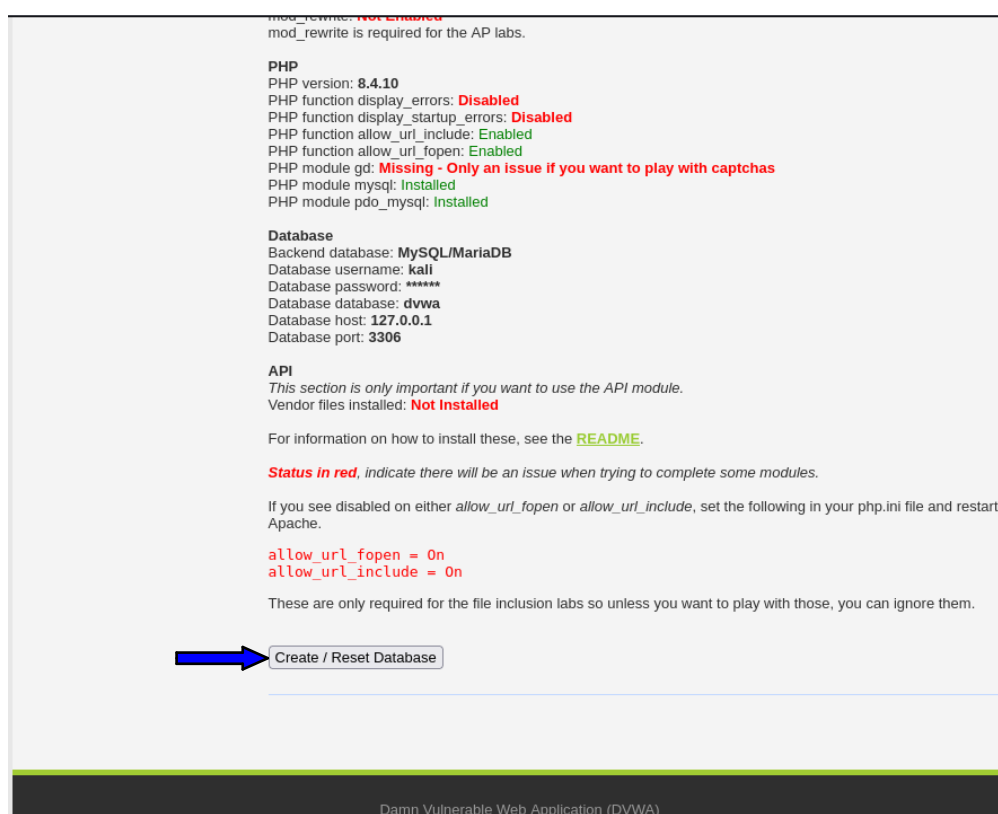 mod_rewrite: Not Enabled
mod_rewrite is required for the AP labs.
PHP
PHP version: 8.4.10
PHP function display_errors: Disabled
PHP function display_startup_errors: Disabled
PHP function allow_url_include: Enabled
PHP function allow_url_fopen: Enabled
PHP module gd: Missing - Only an issue if you want to play with captchas
PHP module mysql: Installed
PHP module pdo_mysql: Installed
Database
Backend database: MySQL/MariaDB
Database username: kali
Database password: ******
Database database: dvwa
Database host: 127.0.0.1
Database port: 3306
API
This section is only important if you want to use the API module.
Vendor files installed: Not Installed
For information on how to install these, see the README.
Status in red, indicate there will be an issue when trying to complete some modules.
If you see disabled on either allow_url_fopen or allow_url_include, set the following in your php.ini file and restart
Apache.
allow_url_fopen = On
allow_url_include = On
These are only required for the file inclusion labs so unless you want to play with those, you can ignore them.
Create / Reset Database
Damn Vulnerable Web Application (DVWA)